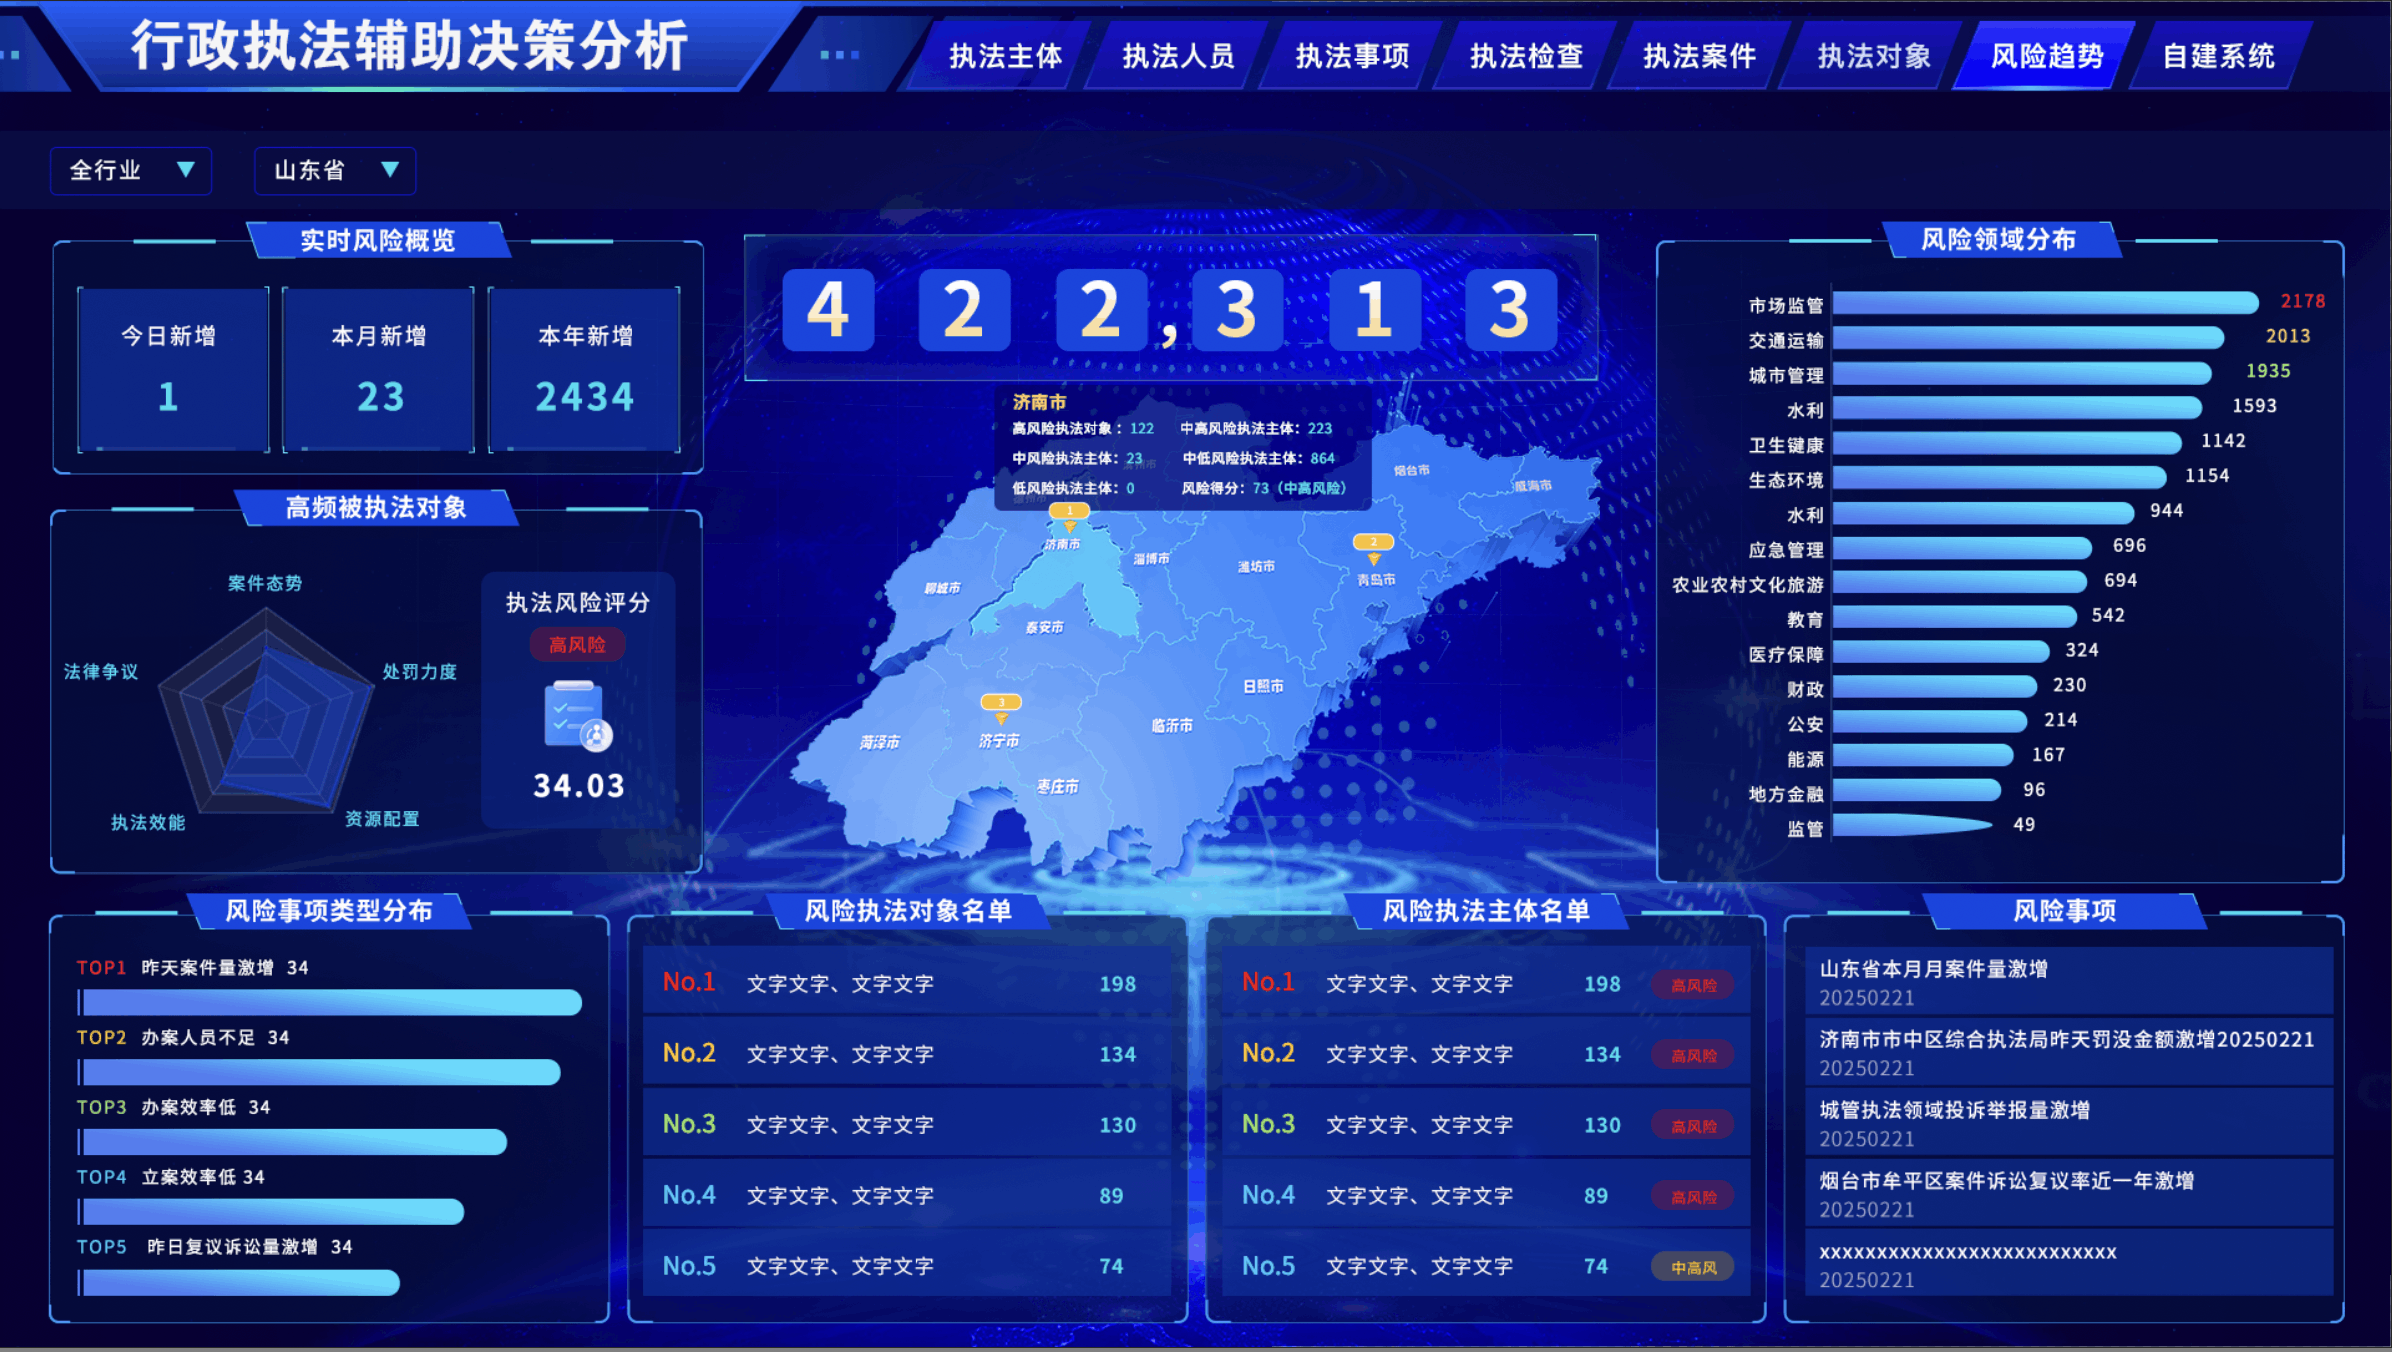 行政执法辅助决策分析
执法主体 执法人员 执法事项 执法检查 执法案件 执法对象 风险趋势 自建系统
全行业 ▼ 山东省 ▼
实时风险概览
今日新增 本月新增 本年新增
1 23 2434
高频被执法对象
案件态势
法律争议 处罚力度
执法效能 资源配置
执法风险评分
高风险
34.03
422,313
济南市
高风险执法对象：122 中高风险执法主体：223
中风险执法主体：23 中低风险执法主体：864
低风险执法主体：0 风险得分：73（中高风险）
烟台市
威海市
1
济南市
2
青岛市
淄博市
潍坊市
聊城市
泰安市
日照市
3
济宁市
临沂市
菏泽市
枣庄市
风险领域分布
市场监管 2178
交通运输 2013
城市管理 1935
水利 1593
卫生健康 1142
生态环境 1154
水利 944
应急管理 696
农业农村文化旅游 694
教育 542
医疗保障 324
财政 230
公安 214
能源 167
地方金融 96
监管 49
风险事项类型分布
TOP1 昨天案件量激增 34
TOP2 办案人员不足 34
TOP3 办案效率低 34
TOP4 立案效率低 34
TOP5 昨日复议诉讼量激增 34
风险执法对象名单
No.1 文字文字、文字文字 198
No.2 文字文字、文字文字 134
No.3 文字文字、文字文字 130
No.4 文字文字、文字文字 89
No.5 文字文字、文字文字 74
风险执法主体名单
No.1 文字文字、文字文字 198 高风险
No.2 文字文字、文字文字 134 高风险
No.3 文字文字、文字文字 130 高风险
No.4 文字文字、文字文字 89 高风险
No.5 文字文字、文字文字 74 中高风
风险事项
山东省本月月案件量激增
20250221
济南市市中区综合执法局昨天罚没金额激增20250221
20250221
城管执法领域投诉举报量激增
20250221
烟台市牟平区案件诉讼复议率近一年激增
20250221
xxxxxxxxxxxxxxxxxxxxxxxxxx
20250221